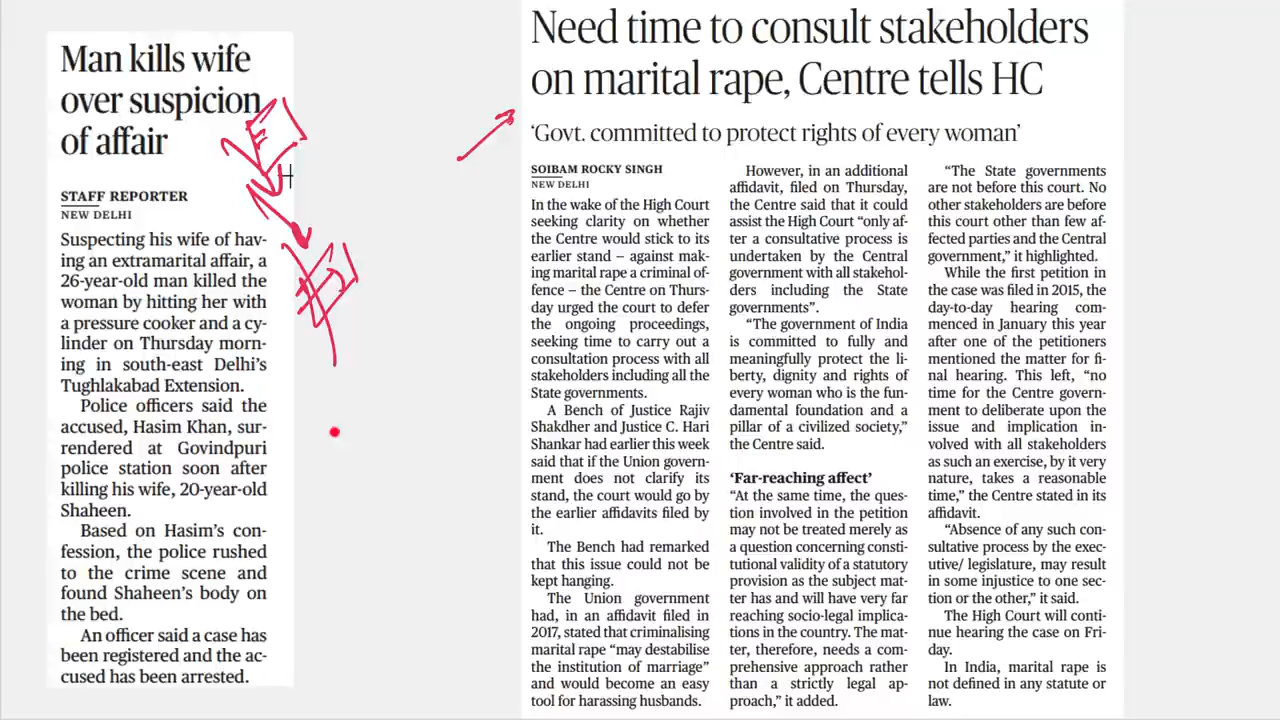 Man kills wife
over suspicion
of affair
STAFF REPORTER
NEW DELHI
Suspecting his wife of hav-
ing an extramarital affair, a
26-year-old man killed the
woman by hitting her with
a pressure cooker and a cy-
linder on Thursday morn-
ing in south-east Delhi's
Tughlakabad Extension.
Police officers said the
accused, Hasim Khan, sur-
rendered at Govindpuri
police station soon after
killing his wife, 20-year-old
Shaheen.
Based on Hasim's con-
fession, the police rushed
to the crime scene and
found Shaheen's body on
the bed.
An officer said a case has
been registered and the ac-
cused has been arrested.
Need time to consult stakeholders
on marital rape, Centre tells HC
'Govt. committed to protect rights of every woman'
SOIBAM ROCKY SINGH
NEW DELHI
In the wake of the High Court
seeking clarity on whether
the Centre would stick to its
earlier stand – against mak-
ing marital rape a criminal of-
fence – the Centre on Thurs-
day urged the court to defer
the ongoing proceedings,
seeking time to carry out a
consultation process with all
stakeholders including all the
State governments.
A Bench of Justice Rajiv
Shakdher and Justice C. Hari
Shankar had earlier this week
said that if the Union govern-
ment does not clarify its
stand, the court would go by
the earlier affidavits filed by
it.
The Bench had remarked
that this issue could not be
kept hanging.
The Union government
had, in an affidavit filed in
2017, stated that criminalising
marital rape "may destabilise
the institution of marriage"
and would become an easy
tool for harassing husbands.
However, in an additional
affidavit, filed on Thursday,
the Centre said that it could
assist the High Court "only af-
ter a consultative process is
undertaken by the Central
government with all stakehol-
ders including the State
governments".
"The government of India
is committed to fully and
meaningfully protect the li-
berty, dignity and rights of
every woman who is the fun-
damental foundation and a
pillar of a civilized society,"
the Centre said.
'Far-reaching affect'
"At the same time, the ques-
tion involved in the petition
may not be treated merely as
a question concerning consti-
tutional validity of a statutory
provision as the subject mat-
ter has and will have very far
reaching socio-legal implica-
tions in the country. The mat-
ter, therefore, needs a com-
prehensive approach rather
than a strictly legal ap-
proach," it added.
"The State governments
are not before this court. No
other stakeholders are before
this court other than few af-
fected parties and the Central
government," it highlighted.
While the first petition in
the case was filed in 2015, the
day-to-day hearing com-
menced in January this year
after one of the petitioners
mentioned the matter for fi-
nal hearing. This left, "no
time for the Centre govern-
ment to deliberate upon the
issue and implication in-
volved with all stakeholders
as such an exercise, by it very
nature, takes a reasonable
time," the Centre stated in its
affidavit.
"Absence of any such con-
sultative process by the exec-
utive/ legislature, may result
in some injustice to one sec-
tion or the other," it said.
The High Court will conti-
nue hearing the case on Fri-
day.
In India, marital rape is
not defined in any statute or
law.